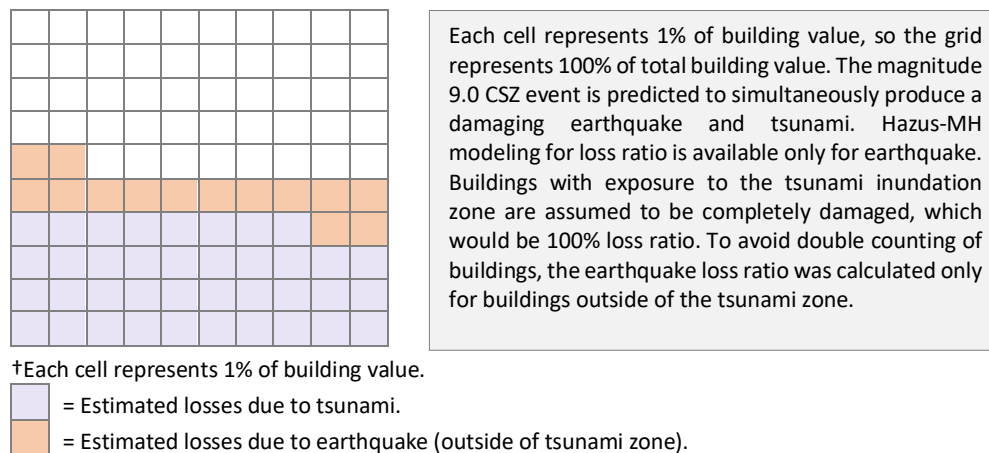 Each cell represents 1% of building value, so the grid
represents 100% of total building value. The magnitude
9.0 CSZ event is predicted to simultaneously produce a
damaging earthquake and tsunami. Hazus-MH
modeling for loss ratio is available only for earthquake.
Buildings with exposure to the tsunami inundation
zone are assumed to be completely damaged, which
would be 100% loss ratio. To avoid double counting of
buildings, the earthquake loss ratio was calculated only
for buildings outside of the tsunami zone.
†Each cell represents 1% of building value.
= Estimated losses due to tsunami.
= Estimated losses due to earthquake (outside of tsunami zone).